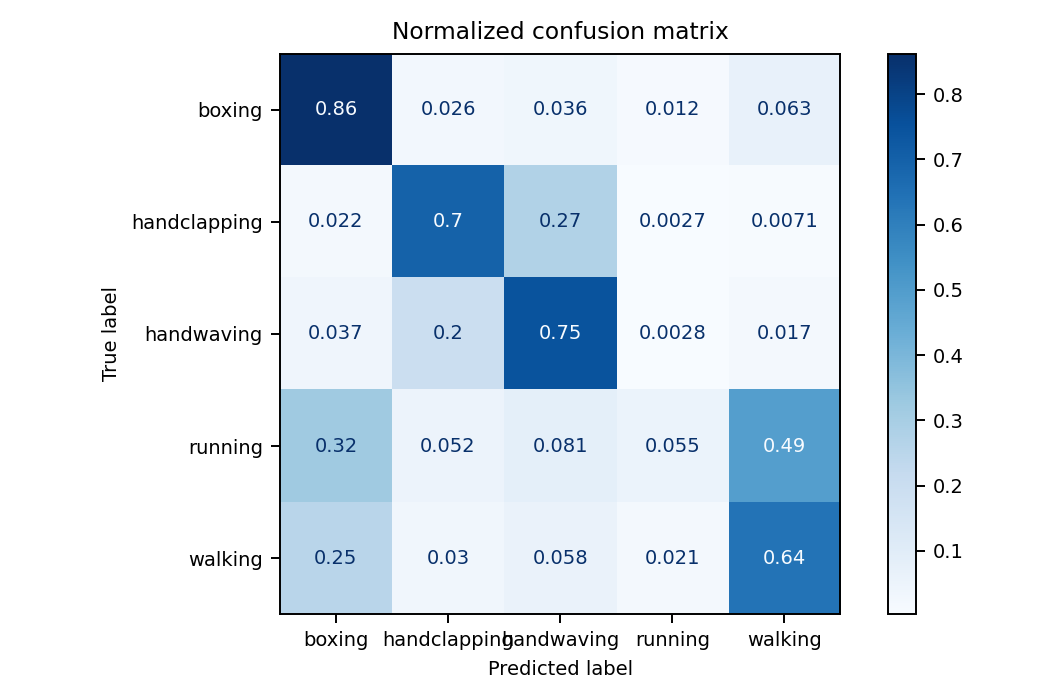 Normalized confusion matrix
boxing 0.86 0.026 0.036 0.012 0.063
handclapping 0.022 0.7 0.27 0.0027 0.0071
handwaving 0.037 0.2 0.75 0.0028 0.017
running 0.32 0.052 0.081 0.055 0.49
walking 0.25 0.03 0.058 0.021 0.64
True label
boxing handclapping handwaving running walking
Predicted label
0.8
0.7
0.6
0.5
0.4
0.3
0.2
0.1